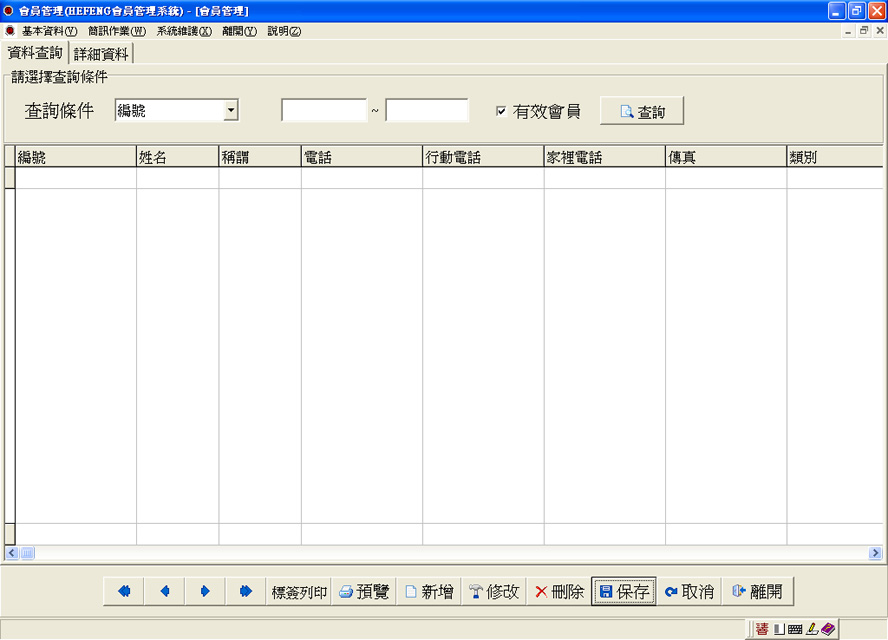 會員管理(HEFENG會員管理系統) - [會員管理]
基本資料(V) 簡訊作業(W) 系統維護(X) 離開(Y) 說明(Z)
資料查詢 詳細資料
請選擇查詢條件
查詢條件 編號 ~ 有效會員 查詢
編號 姓名 稱謂 電話 行動電話 家裡電話 傳真 類別
標簽列印 預覽 新增 修改 刪除 保存 取消 離開